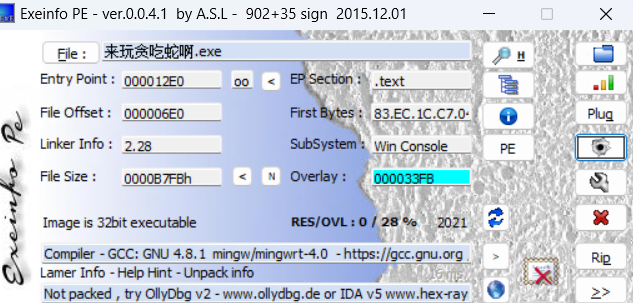 Exeinfo PE - ver.0.0.4.1 by A.S.L - 902+35 sign 2015.12.01
File : 来玩贪吃蛇啊.exe H
Entry Point : 000012E0 oo < EP Section : .text
File Offset : 000006E0 First Bytes : 83.EC.1C.C7.04 Plug
Linker Info : 2.28 SubSystem : Win Console PE
File Size : 0000B7FBh < N Overlay : 000033FB
Image is 32bit executable RES/OVL : 0 / 28 % 2021
Compiler - GCC: GNU 4.8.1 mingw/mingwrt-4.0 - https://gcc.gnu.org > Rip
Lamer Info - Help Hint - Unpack info
Not packed , try OllyDbg v2 - www.ollydbg.de or IDA v5 www.hex-ray >>
Exeinfo Pe